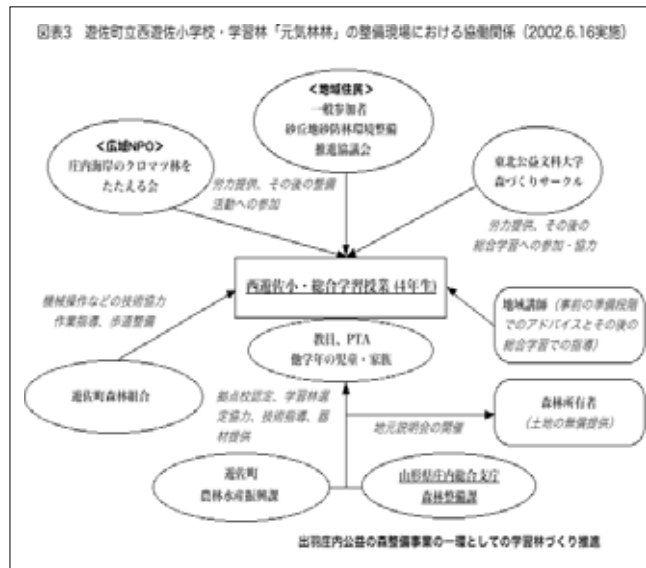 図表3 遊佐町立西遊佐小学校・学習林「元気林林」の整備現場における協働関係（2002.6.16実施）
<地域住民>
一般参加者
砂丘地砂防林環境整備
推進協議会
<広域NPO>
庄内海岸のクロマツ林を
たたえる会
東北公益文科大学
森づくりサークル
労力提供、その後の整備
活動への参加
労力提供、その後の
総合学習への参加・協力
西遊佐小・総合学習授業(4年生)
機械操作などの技術協力
作業指導、歩道整備
地域講師（事前の準備段階
でのアドバイスとその後の
総合学習での指導）
教員、PTA
他学年の児童・家族
遊佐町森林組合
拠点校認定、学習林選
定協力、技術指導、器
材提供
森林所有者
（土地の無償提供）
地元説明会の開催
遊佐町
農林水産振興課
山形県庄内総合支庁
森林整備課
出羽庄内公益の森整備事業の一環としての学習林づくり推進